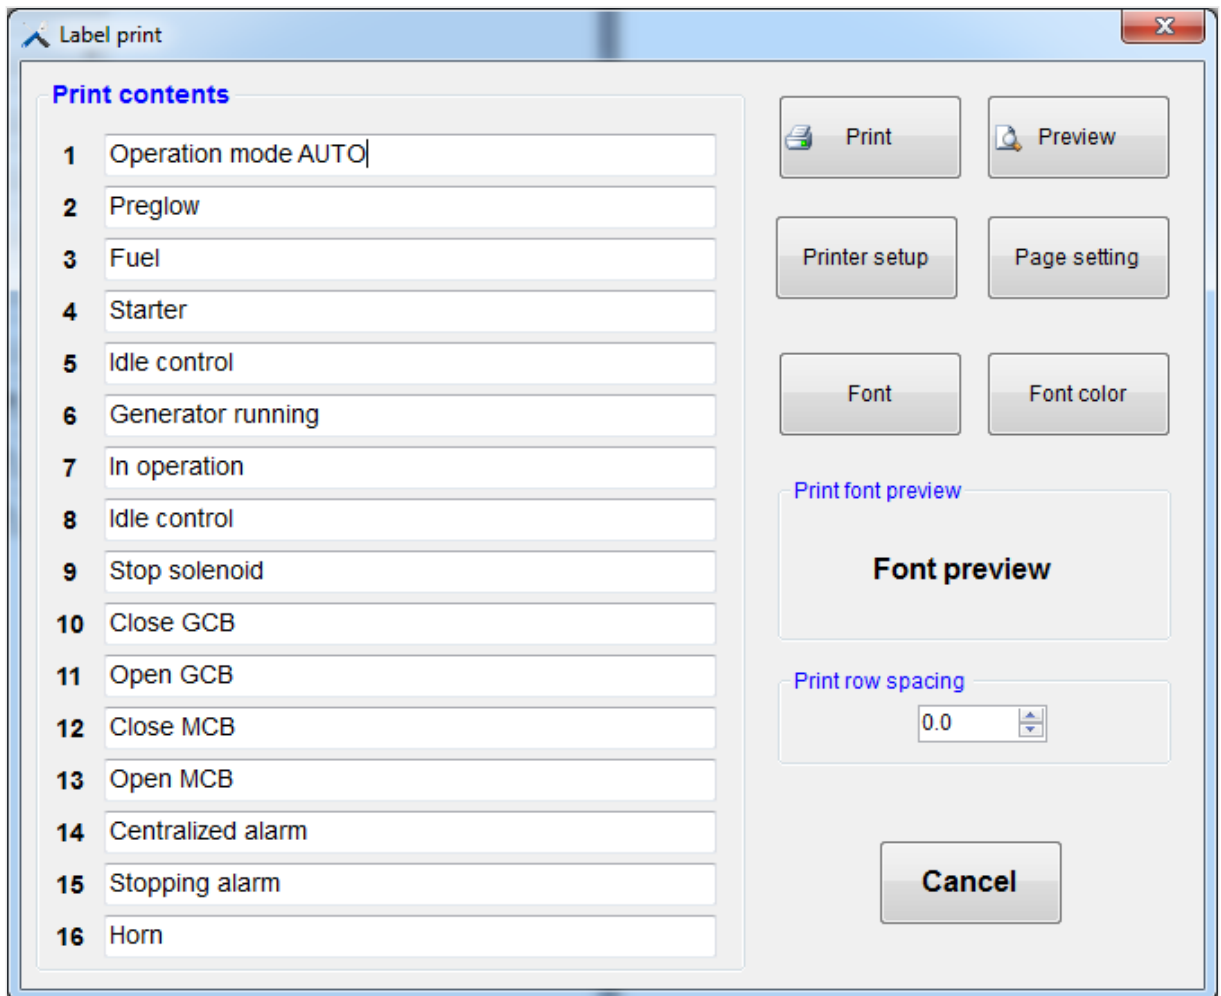 Label print
Print contents
1 Operation mode AUTO
2 Preglow
3 Fuel
4 Starter
5 Idle control
6 Generator running
7 In operation
8 Idle control
9 Stop solenoid
10 Close GCB
11 Open GCB
12 Close MCB
13 Open MCB
14 Centralized alarm
15 Stopping alarm
16 Horn
Print Preview
Printer setup Page setting
Font Font color
Print font preview
Font preview
Print row spacing
0.0
Cancel